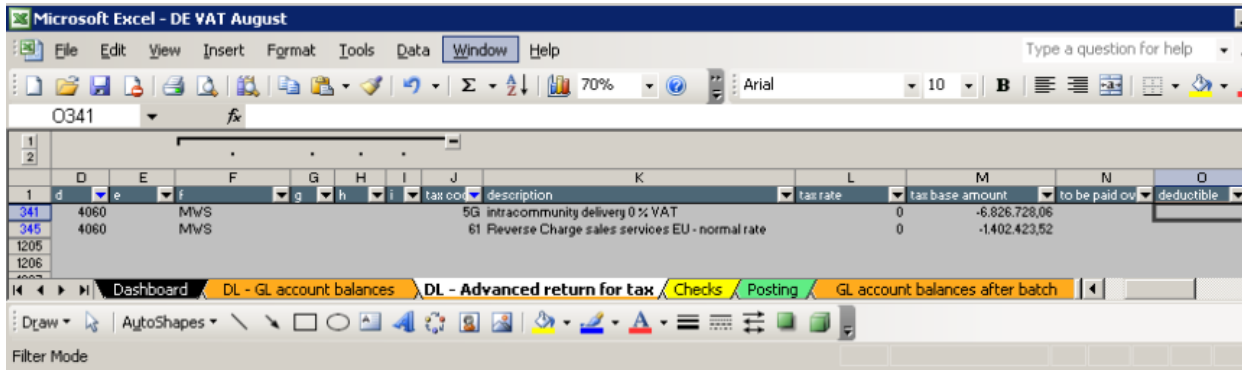 Microsoft Excel - DE VAT August
File Edit View Insert Format Tools Data Window Help Type a question for help
70% Arial 10 B
O341 fx
1
2
D E F G H I J K L M N O
1 d e f g h i tax cod description tax rate tax base amount to be paid ov deductible
341 4060 MWS 5G intracommunity delivery 0 % VAT 0 -6.826.728,06
345 4060 MWS 61 Reverse Charge sales services EU - normal rate 0 -1.402.423,52
1205
1206
Dashboard DL - GL account balances DL - Advanced return for tax Checks Posting GL account balances after batch
Draw AutoShapes
Filter Mode